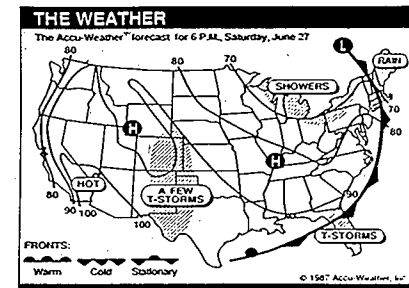 THE WEATHER
The Accu-Weather™ forecast for 6 P.M., Saturday, June 27
80
80
70
L
RAIN
SHOWERS
70
80
H
H
HOT
A FEW
T-STORMS
80
90
100
100
90
T-STORMS
FRONTS:
Warm
Cold
Stationary
© 1987 Accu-Weather, Inc